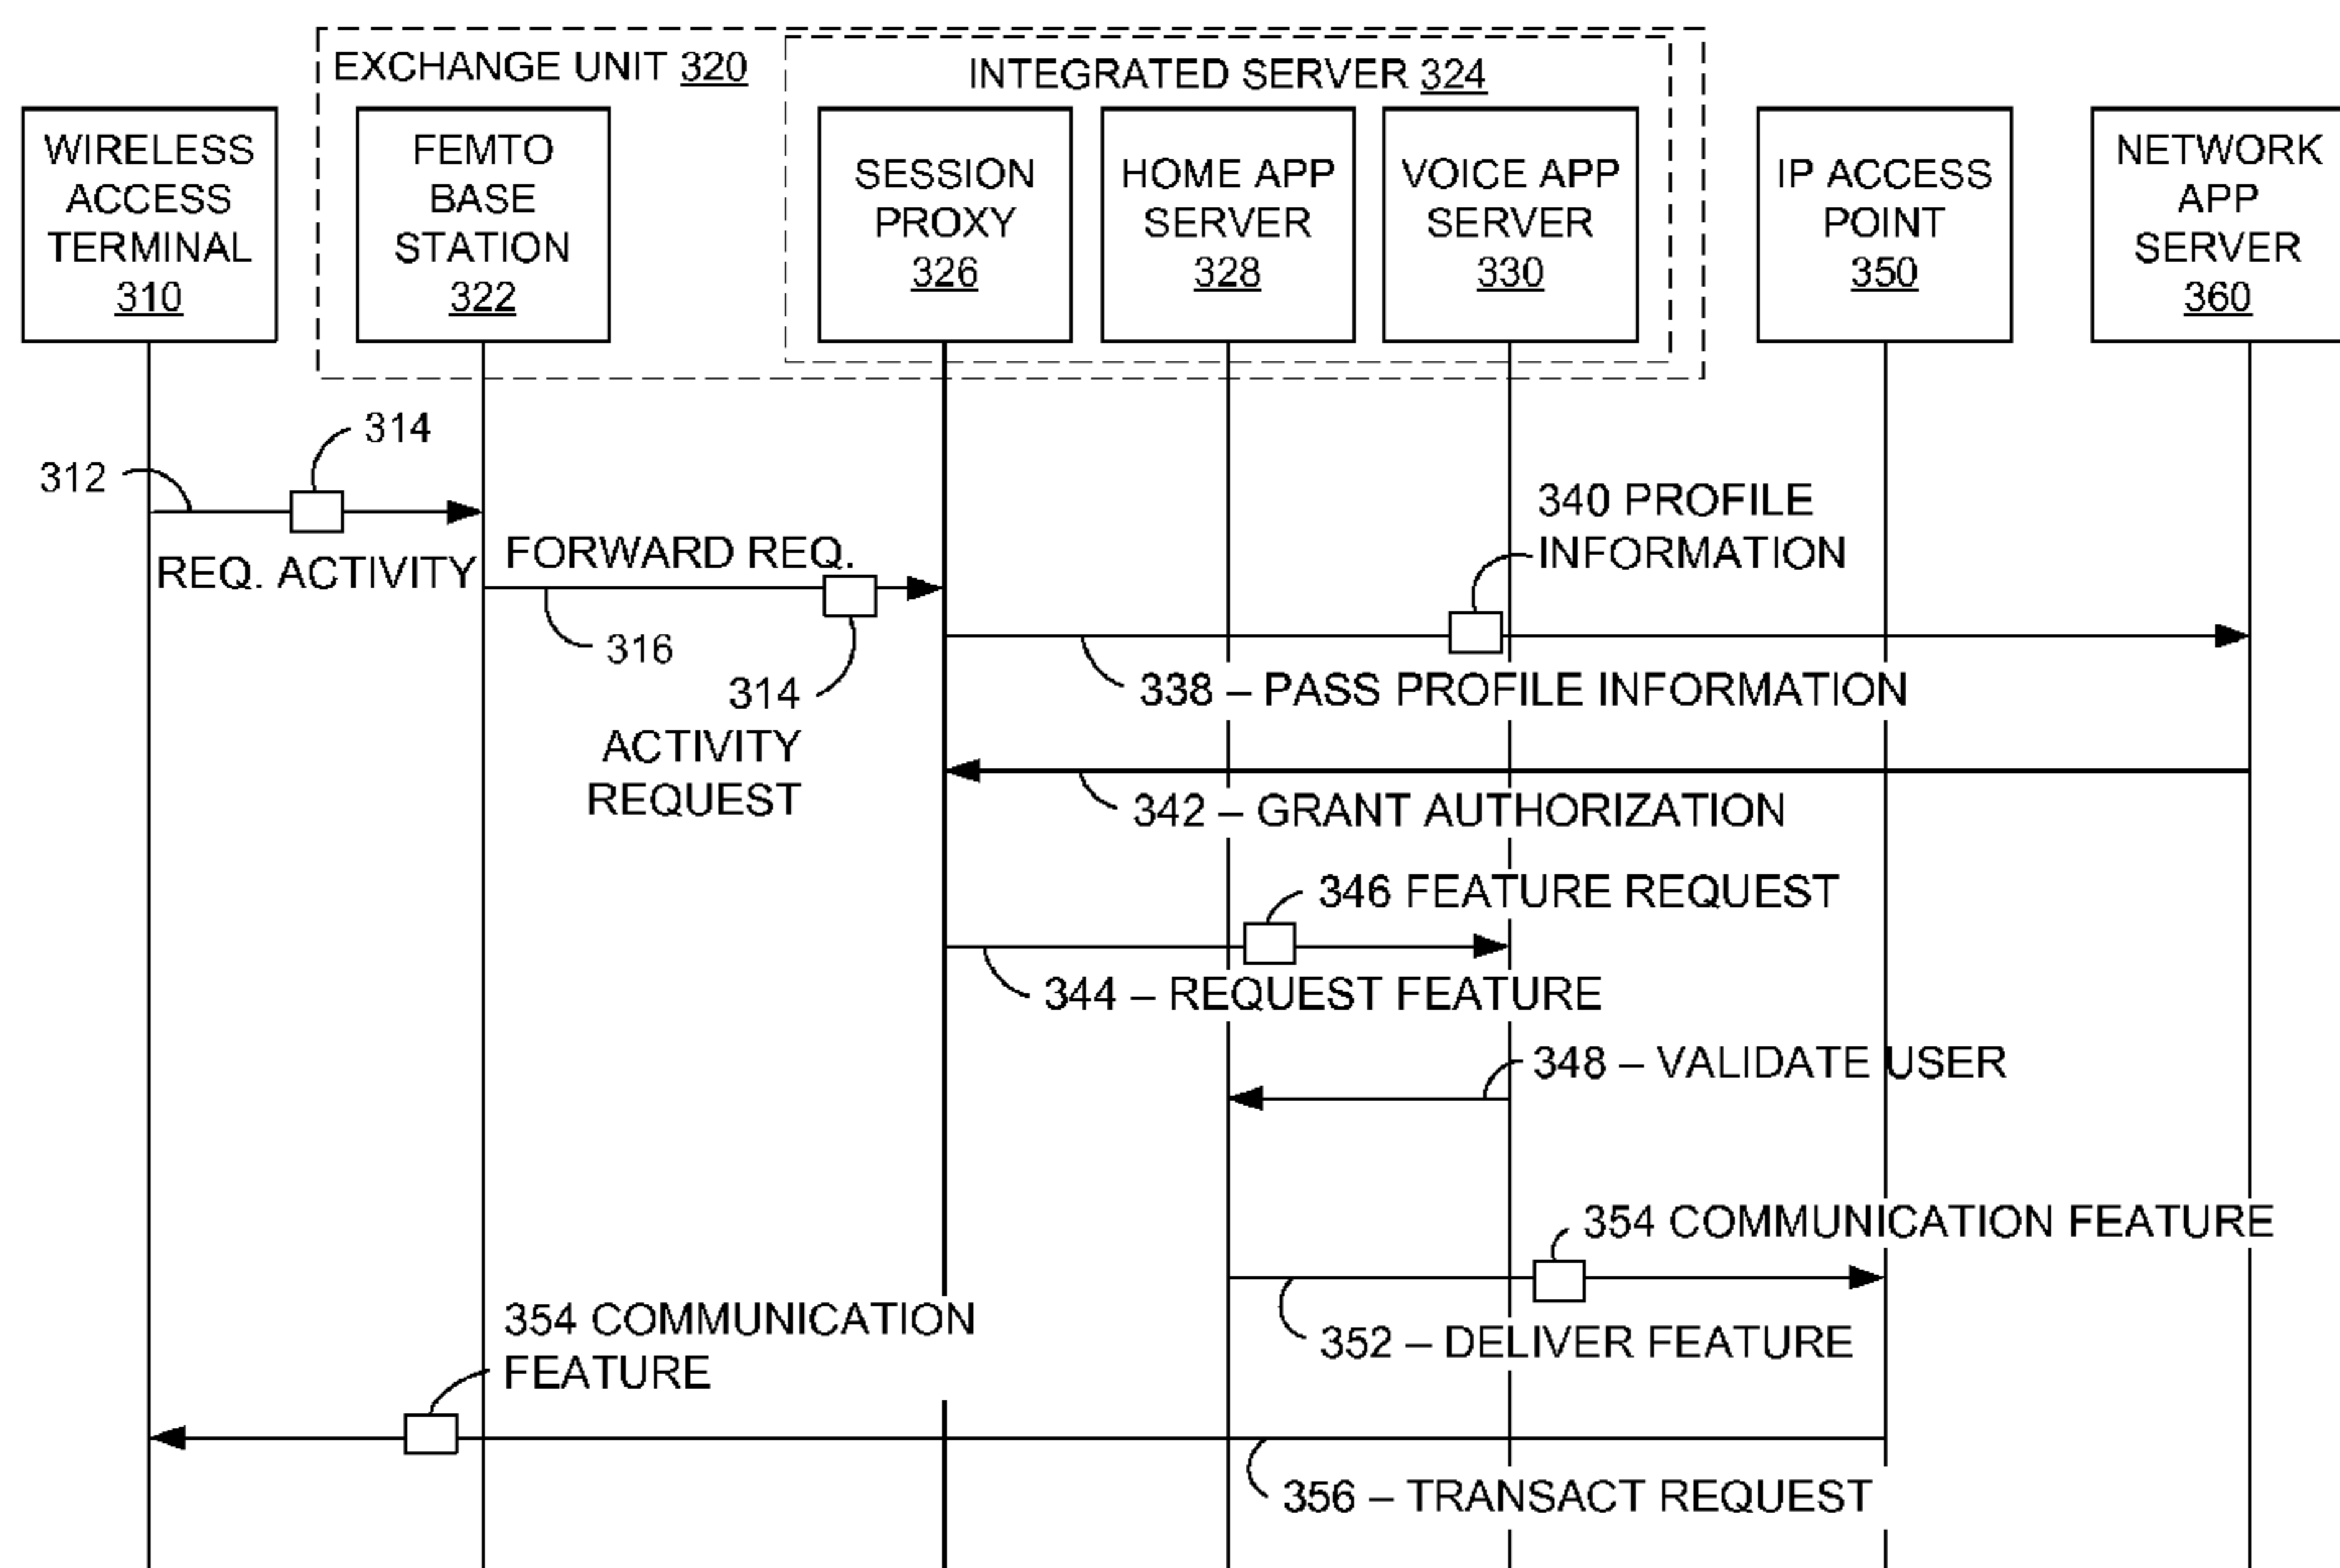 EXCHANGE UNIT 320
INTEGRATED SERVER 324
WIRELESS
ACCESS
TERMINAL
310
FEMTO
BASE
STATION
322
SESSION
PROXY
326
HOME APP
SERVER
328
VOICE APP
SERVER
330
IP ACCESS
POINT
350
NETWORK
APP
SERVER
360
314
312
REQ. ACTIVITY
FORWARD REQ.
316
314
ACTIVITY
REQUEST
340 PROFILE
INFORMATION
338 – PASS PROFILE INFORMATION
342 – GRANT AUTHORIZATION
346 FEATURE REQUEST
344 – REQUEST FEATURE
348 – VALIDATE USER
354 COMMUNICATION FEATURE
352 – DELIVER FEATURE
354 COMMUNICATION
FEATURE
356 – TRANSACT REQUEST